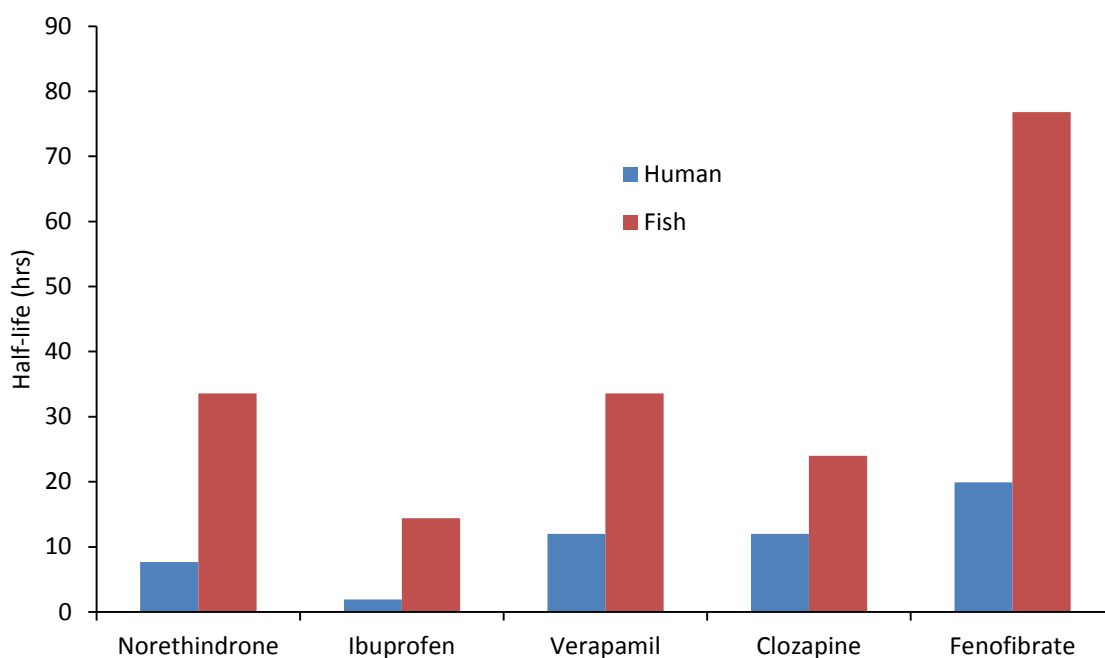 90
80
70
60
50
40
30
20
10
0
Half-life (hrs)
Human
Fish
Norethindrone
Ibuprofen
Verapamil
Clozapine
Fenofibrate